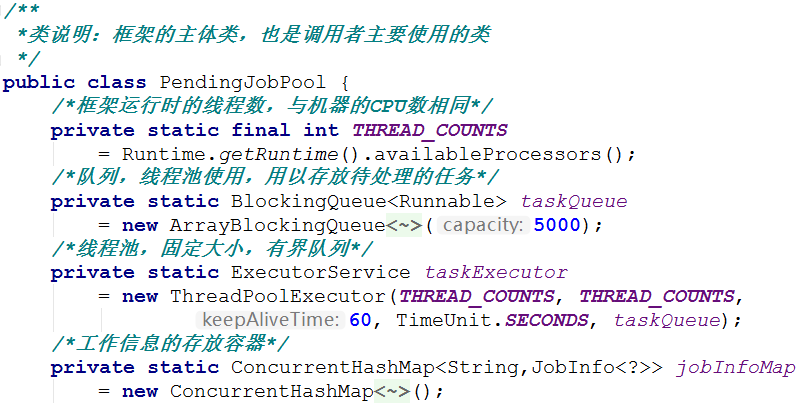 /**
 *类说明：框架的主体类，也是调用者主要使用的类
 */
public class PendingJobPool {
    /*框架运行时的线程数，与机器的CPU数相同*/
    private static final int THREAD_COUNTS
        = Runtime.getRuntime().availableProcessors();
    /*队列，线程池使用，用以存放待处理的任务*/
    private static BlockingQueue<Runnable> taskQueue
        = new ArrayBlockingQueue<~>( capacity: 5000);
    /*线程池，固定大小，有界队列*/
    private static ExecutorService taskExecutor
        = new ThreadPoolExecutor(THREAD_COUNTS, THREAD_COUNTS,
                keepAliveTime: 60, TimeUnit.SECONDS, taskQueue);
    /*工作信息的存放容器*/
    private static ConcurrentHashMap<String,JobInfo<?>> jobInfoMap
        = new ConcurrentHashMap<~>();